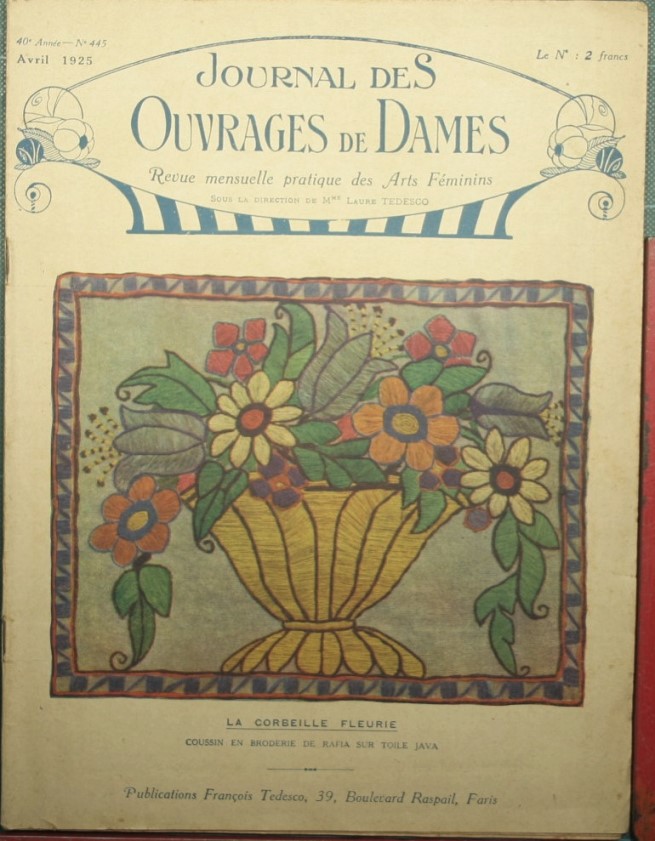 40e Année — No 445
Avril 1925
Le No : 2 francs
JOURNAL DES
OUVRAGES DE DAMES
Revue mensuelle pratique des Arts Féminins
SOUS LA DIRECTION DE Mme LAURE TEDESCO
LA CORBEILLE FLEURIE
COUSSIN EN BRODERIE DE RAFIA SUR TOILE JAVA
Publications François Tedesco, 39, Boulevard Raspail, Paris